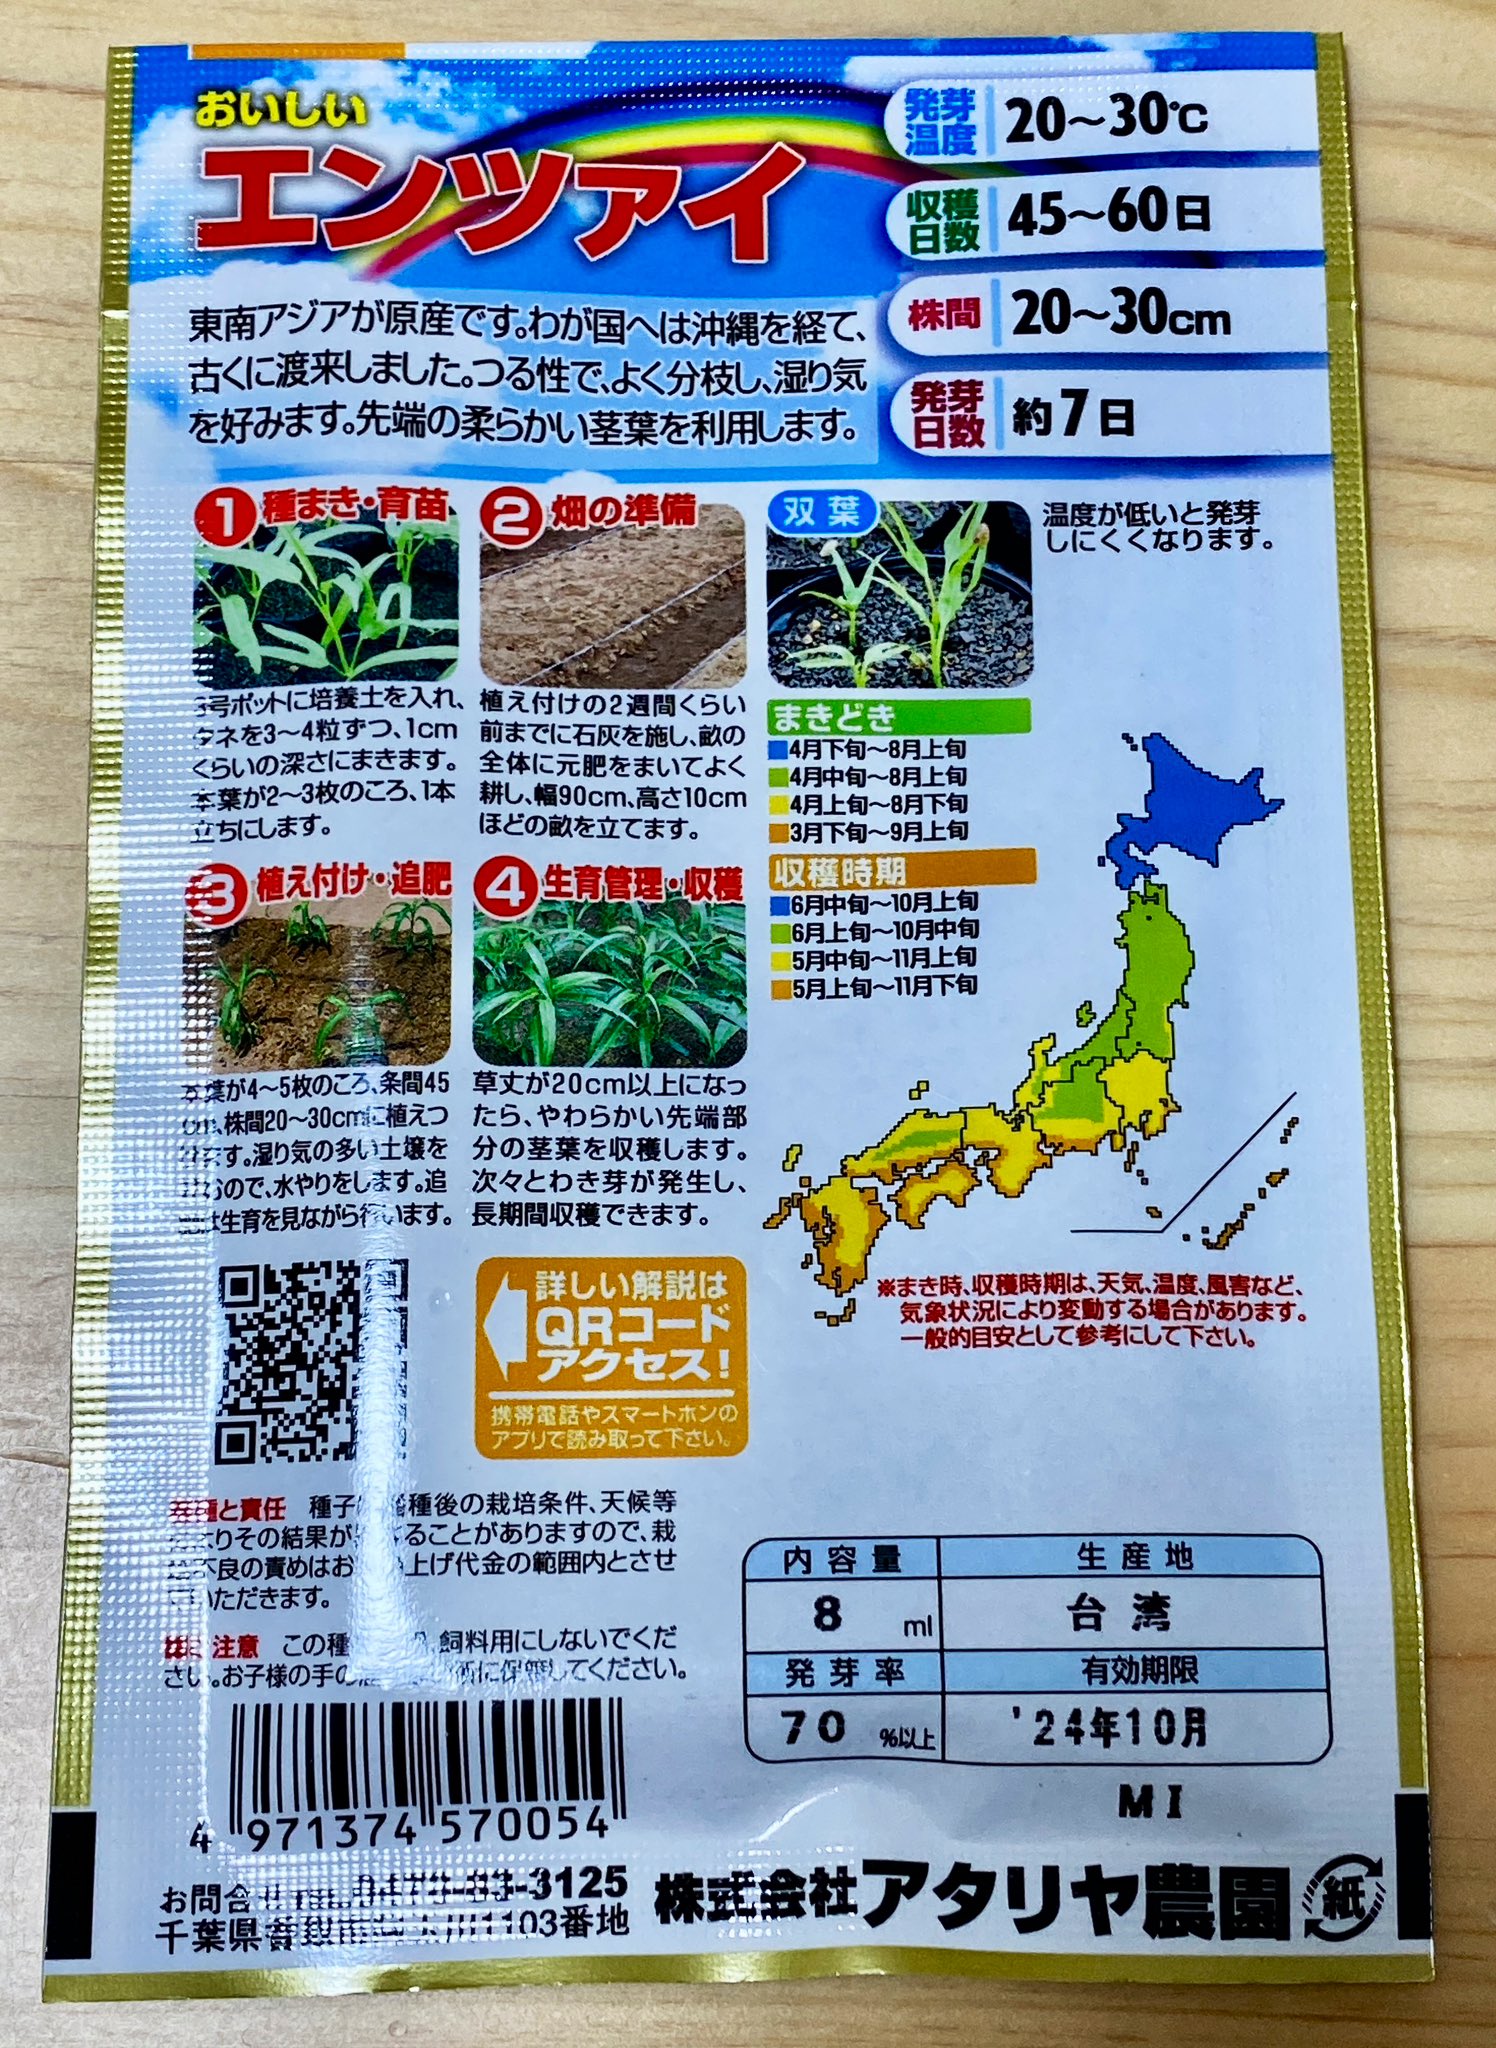 おいしい
エンツァイ
発芽温度 20～30℃
収穫日数 45～60日
株間 20～30cm
発芽日数 約7日
東南アジアが原産です。わが国へは沖縄を経て、
古くに渡来しました。つる性で、よく分枝し、湿り気
を好みます。先端の柔らかい茎葉を利用します。
1 種まき・育苗
号ポットに培養土を入れ、
タネを3～4粒ずつ、1cm
くらいの深さにまきます。
本葉が2～3枚のころ、1本
立ちにします。
2 畑の準備
植え付けの2週間くらい
前までに石灰を施し、畝の
全体に元肥をまいてよく
耕し、幅90cm、高さ10cm
ほどの畝を立てます。
双葉
温度が低いと発芽
しにくくなります。
3 植え付け・追肥
本葉が4～5枚のころ、条間45
株間20～30cmに植えつ
ます。湿り気の多い土壌を
ので、水やりをします。追
は生育を見ながら行います。
4 生育管理・収穫
草丈が20cm以上になっ
たら、やわらかい先端部
分の茎葉を収穫します。
次々とわき芽が発生し、
長期間収穫できます。
まきどき
4月下旬～8月上旬
4月中旬～8月上旬
4月上旬～8月下旬
3月下旬～9月上旬
収穫時期
6月中旬～10月上旬
6月上旬～10月中旬
5月中旬～11月上旬
5月上旬～11月下旬
※まき時、収穫時期は、天気、温度、風害など、
気象状況により変動する場合があります。
一般的目安として参考にして下さい。
詳しい解説は
QRコード
アクセス!
携帯電話やスマートホンの
アプリで読み取って下さい。
と責任 種子 種後の栽培条件、天候等
よりその結果が ることがありますので、栽
不良の責めはお 上げ代金の範囲内とさせ
いただきます。
注意 この種 飼料用にしないでくだ
さい。お子様の手の 所に保管してください。
内容量 生産地
8 ml 台湾
発芽率 有効期限
70 %以上 '24年10月
MI
4 971374 570054
お問合 0479-83-3125
千葉県 1103番地
株式会社アタリヤ農園
紙